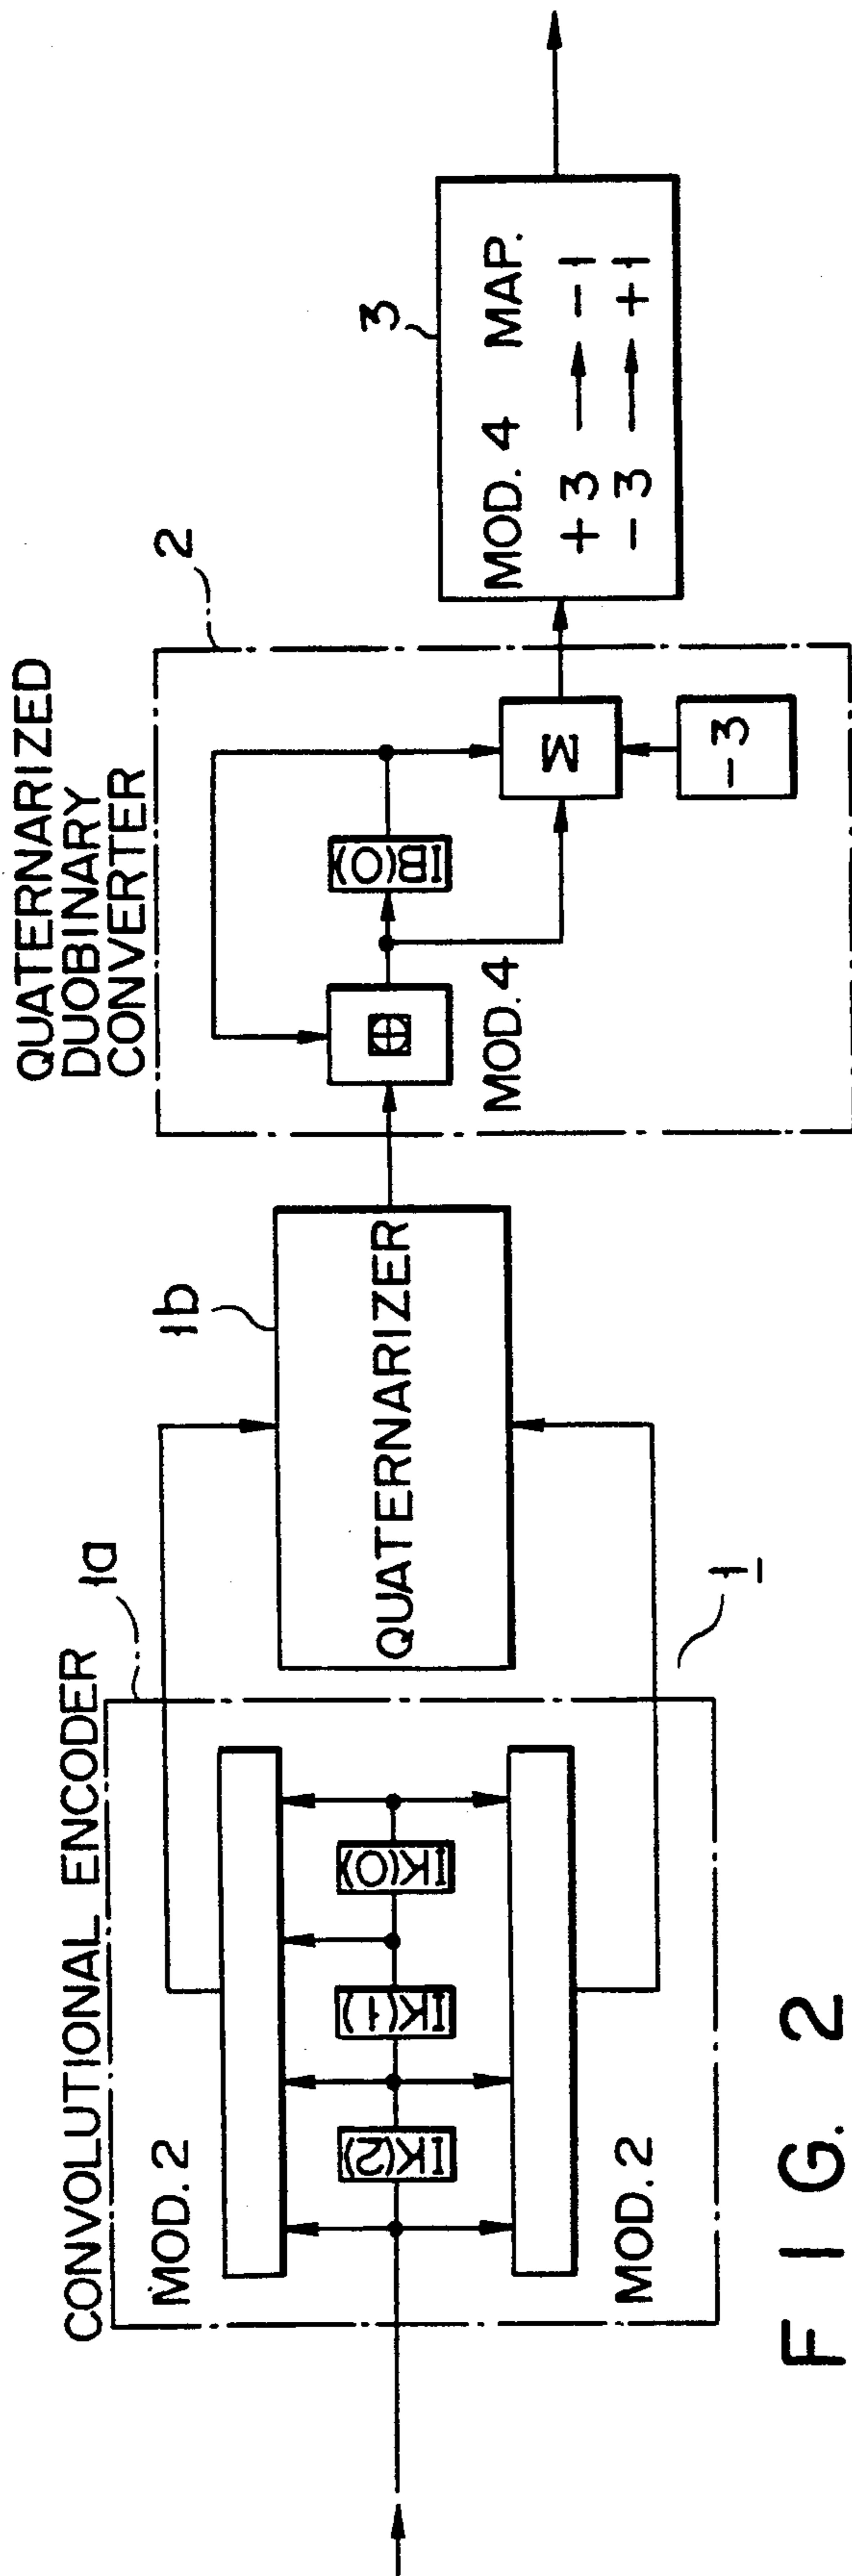 CONVOLUTIONAL ENCODER
1a
MOD. 2
IK(2)
IK(1)
IK(0)
MOD. 2
1
1b
QUATERNARIZER
QUATERNARIZED
DUOBINARY
CONVERTER
2
IB(0)
MOD. 4
Σ
-3
3
MOD. 4 MAP.
+3 → -1
-3 → +1
FIG. 2